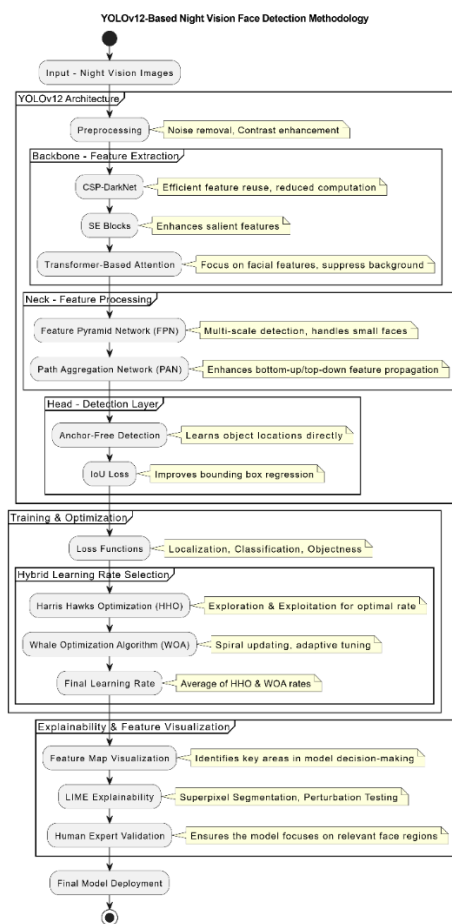 YOLOv12-Based Night Vision Face Detection Methodology
Input - Night Vision Images
YOLOv12 Architecture
Preprocessing
Noise removal, Contrast enhancement
Backbone - Feature Extraction
CSP-DarkNet
Efficient feature reuse, reduced computation
SE Blocks
Enhances salient features
Transformer-Based Attention
Focus on facial features, suppress background
Neck - Feature Processing
Feature Pyramid Network (FPN)
Multi-scale detection, handles small faces
Path Aggregation Network (PAN)
Enhances bottom-up/top-down feature propagation
Head - Detection Layer
Anchor-Free Detection
Learns object locations directly
IoU Loss
Improves bounding box regression
Training & Optimization
Loss Functions
Localization, Classification, Objectness
Hybrid Learning Rate Selection
Harris Hawks Optimization (HHO)
Exploration & Exploitation for optimal rate
Whale Optimization Algorithm (WOA)
Spiral updating, adaptive tuning
Final Learning Rate
Average of HHO & WOA rates
Explainability & Feature Visualization
Feature Map Visualization
Identifies key areas in model decision-making
LIME Explainability
Superpixel Segmentation, Perturbation Testing
Human Expert Validation
Ensures the model focuses on relevant face regions
Final Model Deployment